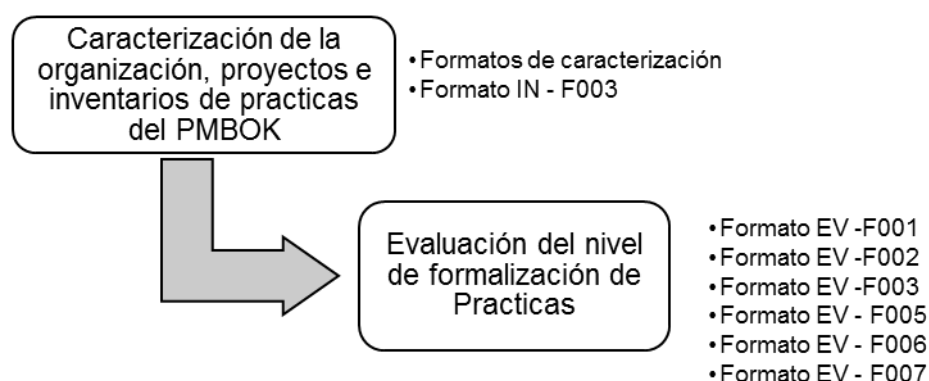 Caracterización de la
organización, proyectos e
inventarios de practicas
del PMBOK
•Formatos de caracterización
•Formato IN - F003
Evaluación del nivel
de formalización de
Practicas
•Formato EV -F001
•Formato EV -F002
•Formato EV -F003
•Formato EV - F005
•Formato EV - F006
•Formato EV - F007